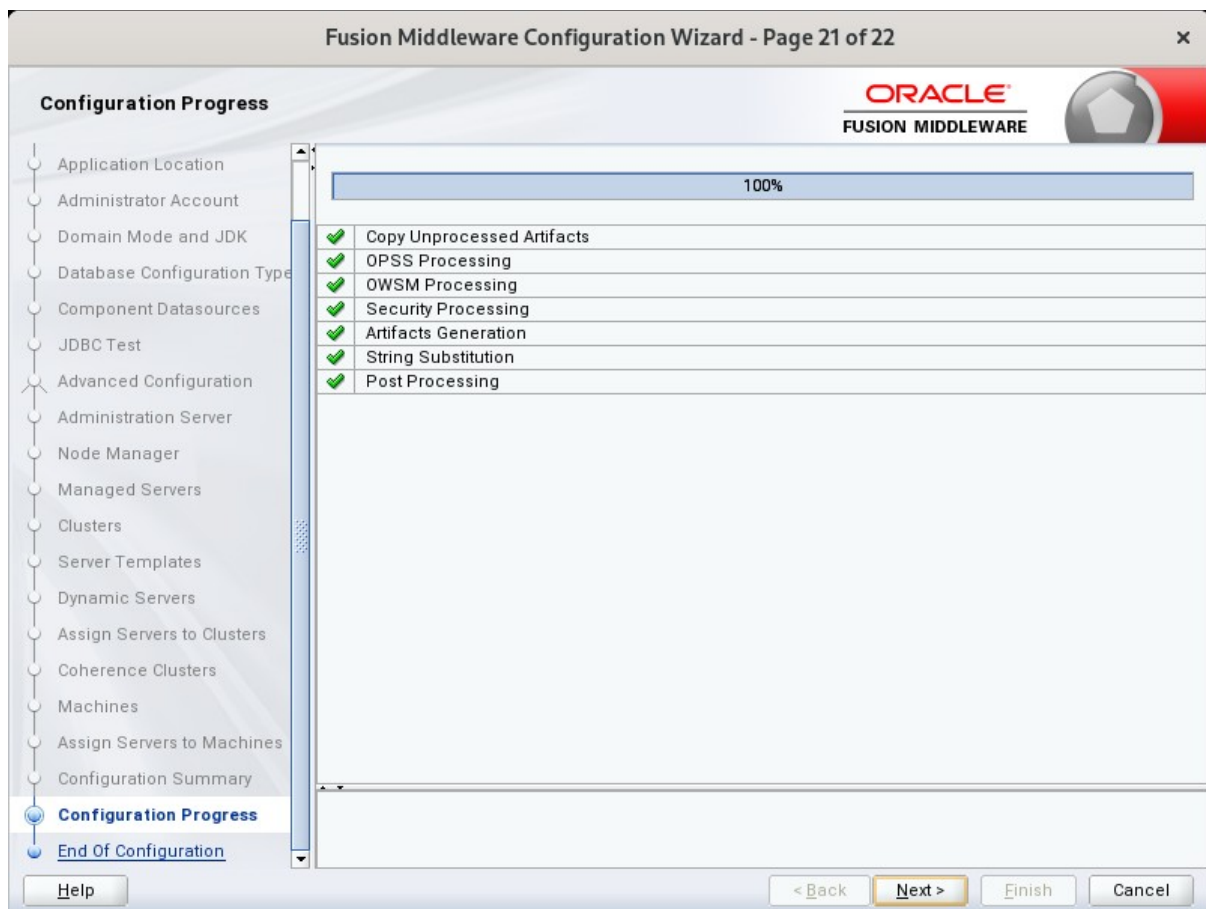 Fusion Middleware Configuration Wizard - Page 21 of 22
×
Configuration Progress
ORACLE
FUSION MIDDLEWARE
Application Location
Administrator Account
Domain Mode and JDK
Database Configuration Type
Component Datasources
JDBC Test
Advanced Configuration
Administration Server
Node Manager
Managed Servers
Clusters
Server Templates
Dynamic Servers
Assign Servers to Clusters
Coherence Clusters
Machines
Assign Servers to Machines
Configuration Summary
Configuration Progress
End Of Configuration
100%
Copy Unprocessed Artifacts
OPSS Processing
OWSM Processing
Security Processing
Artifacts Generation
String Substitution
Post Processing
Help
< Back
Next >
Finish
Cancel